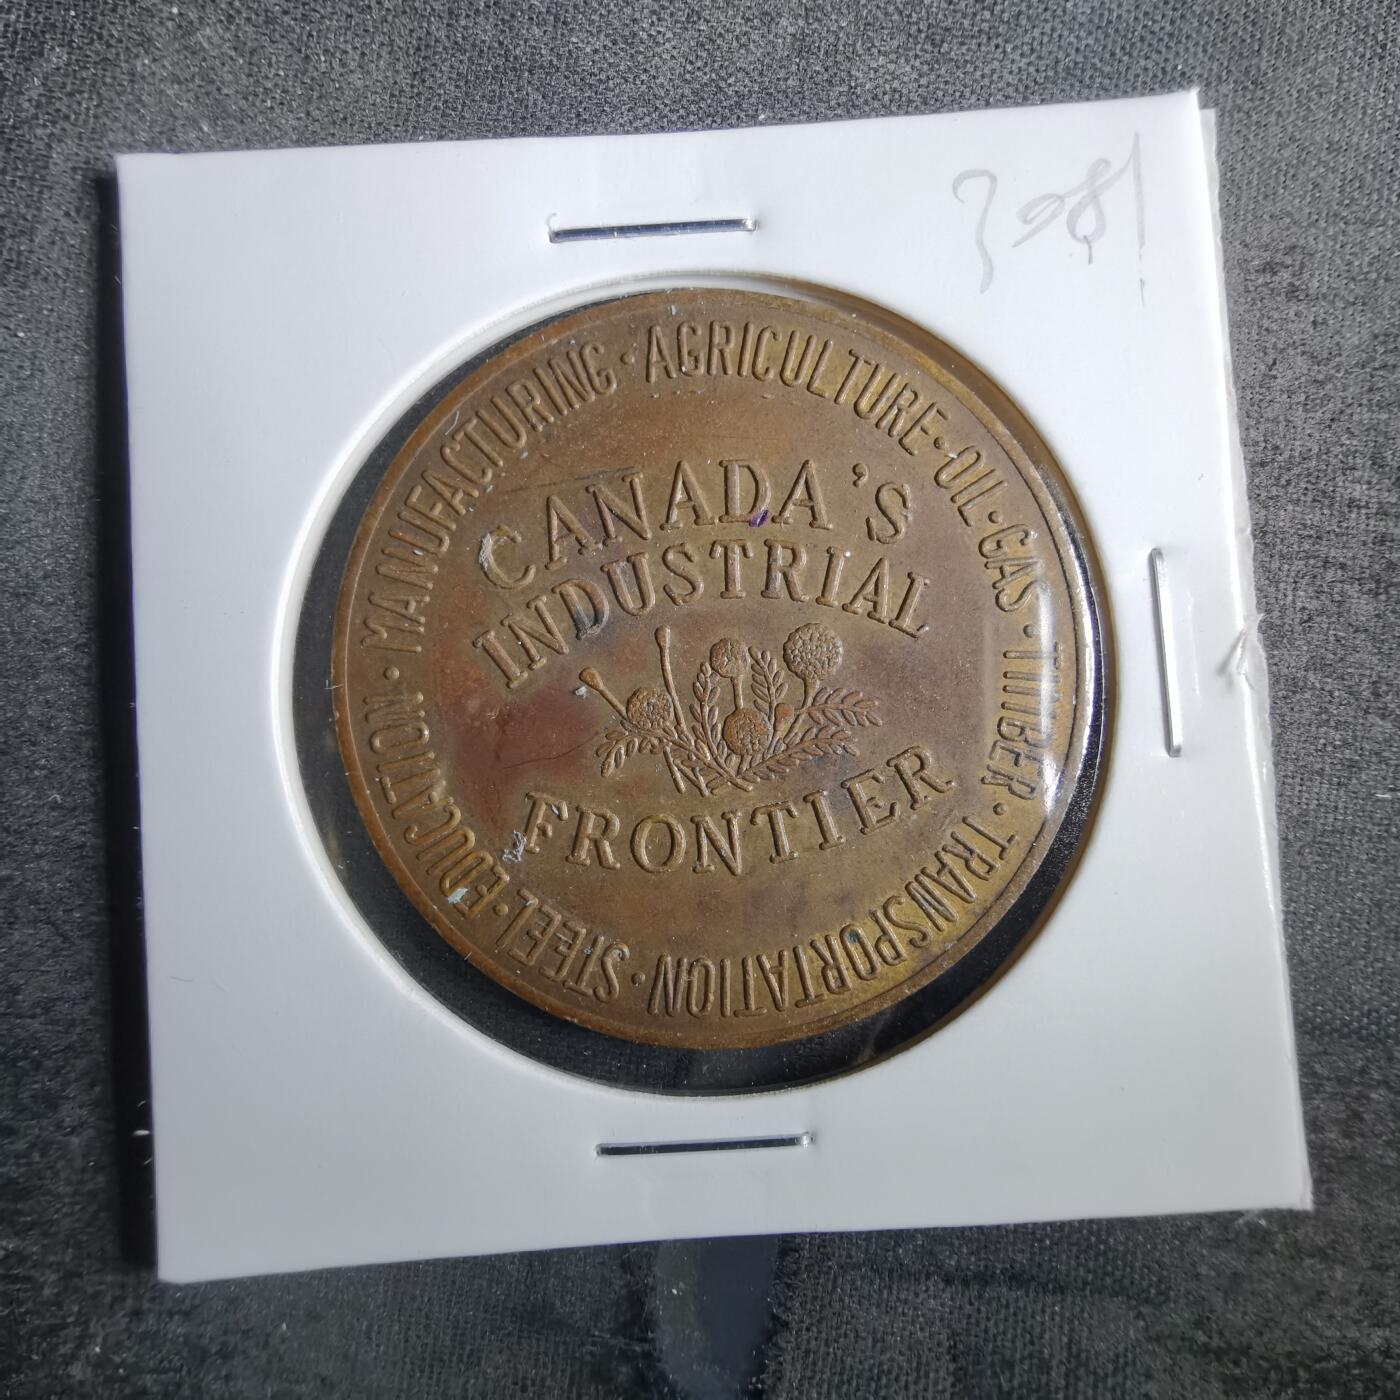 MANUFACTURING · AGRICULTURE · OIL · GAS · TIMBER · TRANSPORTATION · STEEL · EDUCATION ·
CANADA'S
INDUSTRIAL
FRONTIER